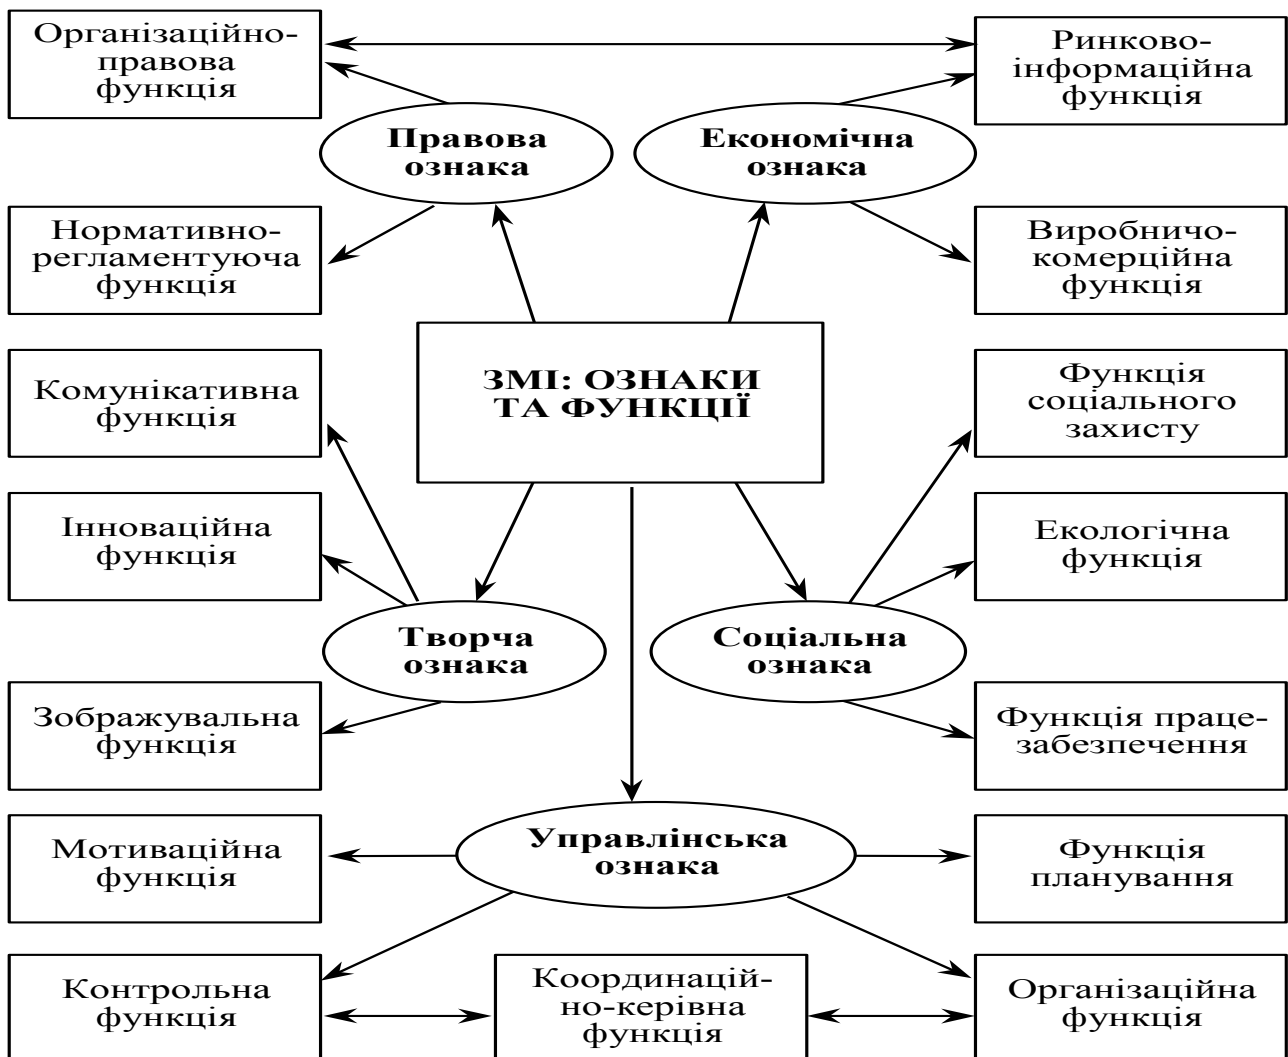 Організаційно-
правова
функція
Ринково-
інформаційна
функція
Правова
ознака
Економічна
ознака
Нормативно-
регламентуюча
функція
Виробничо-
комерційна
функція
ЗМІ: ОЗНАКИ
ТА ФУНКЦІЇ
Комунікативна
функція
Функція
соціального
захисту
Інноваційна
функція
Екологічна
функція
Творча
ознака
Соціальна
ознака
Зображувальна
функція
Функція праце-
забезпечення
Управлінська
ознака
Мотиваційна
функція
Функція
планування
Контрольна
функція
Координацій-
но-керівна
функція
Організаційна
функція